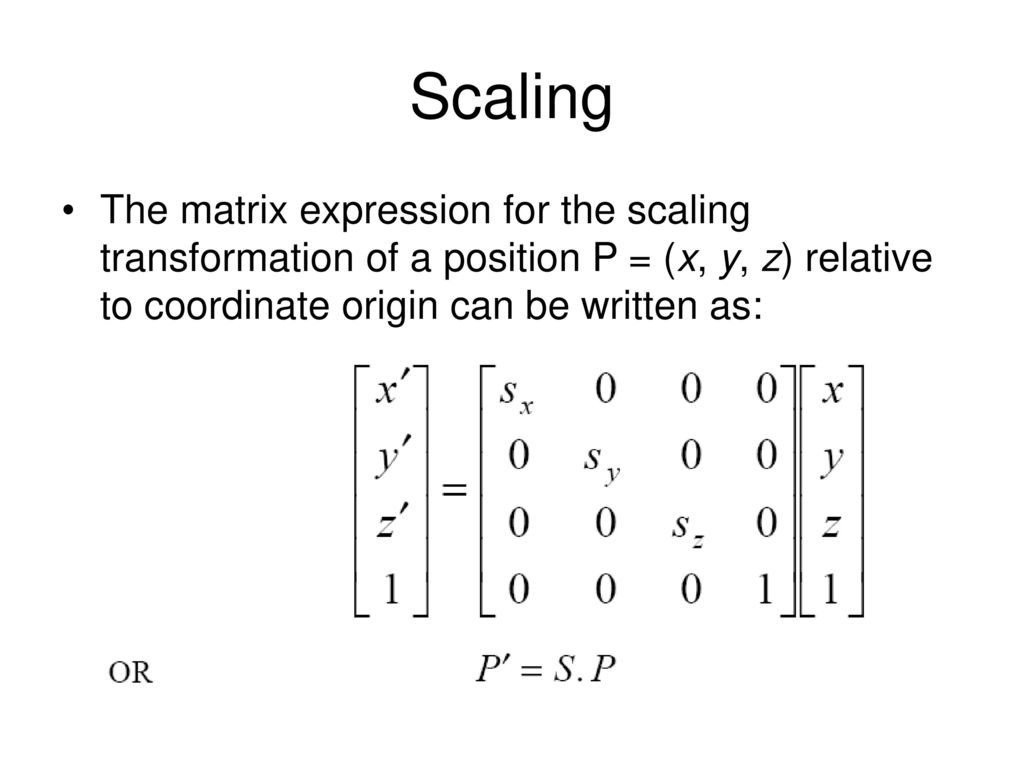 Scaling
• The matrix expression for the scaling
transformation of a position P = (x, y, z) relative
to coordinate origin can be written as:
[x′] = [s_x 0 0 0] [x]
[y′] [0 s_y 0 0] [y]
[z′] [0 0 s_z 0] [z]
[1] [0 0 0 1] [1]
OR P′ = S.P